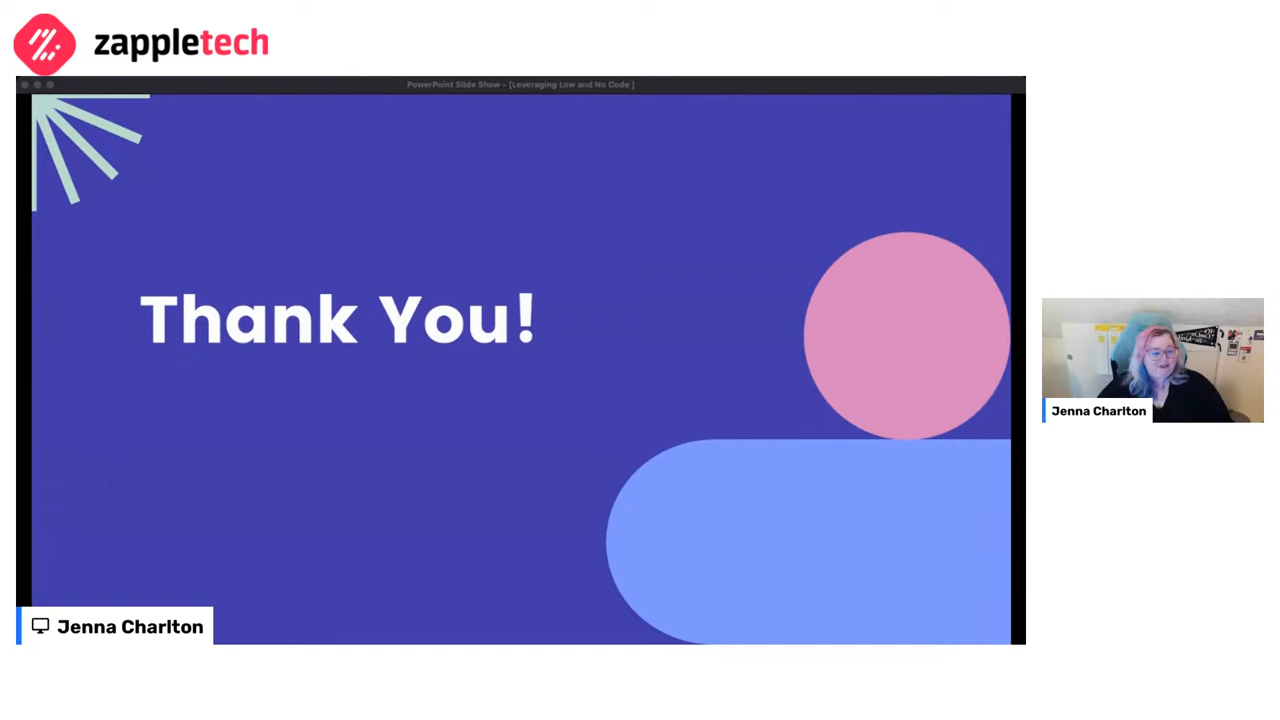 zappletech
PowerPoint Slide Show - [Leveraging Low and No Code ]
Thank You!
Jenna Charlton
Jenna Charlton